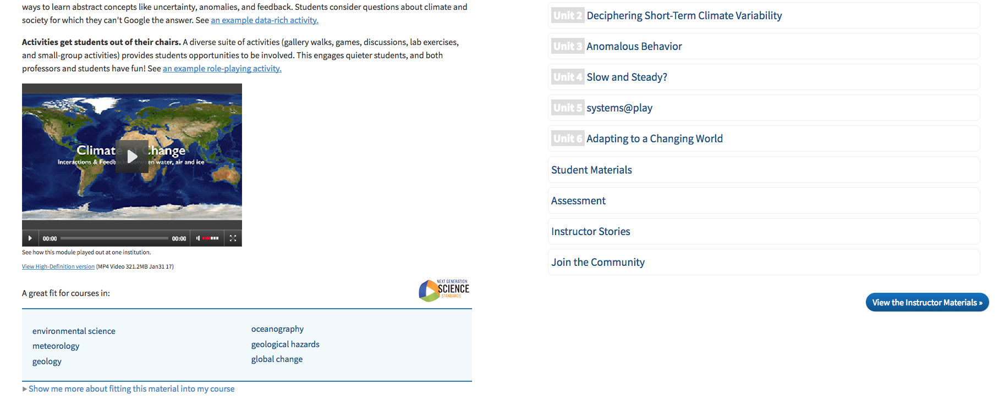 ways to learn abstract concepts like uncertainty, anomalies, and feedback. Students consider questions about climate and
society for which they can't Google the answer. See an example data-rich activity.
Activities get students out of their chairs. A diverse suite of activities (gallery walks, games, discussions, lab exercises,
and small-group activities) provides students opportunities to be involved. This engages quieter students, and both
professors and students have fun! See an example role-playing activity.
Climate of Change
Interactions & Feedb between water, air and ice
00:00 00:00
See how this module played out at one institution.
View High-Definition version (MP4 Video 321.2MB Jan31 17)
A great fit for courses in:
NEXT GENERATION
SCIENCE
STANDARDS
environmental science
meteorology
geology
oceanography
geological hazards
global change
Show me more about fitting this material into my course
Unit 2 Deciphering Short-Term Climate Variability
Unit 3 Anomalous Behavior
Unit 4 Slow and Steady?
Unit 5 systems@play
Unit 6 Adapting to a Changing World
Student Materials
Assessment
Instructor Stories
Join the Community
View the Instructor Materials »